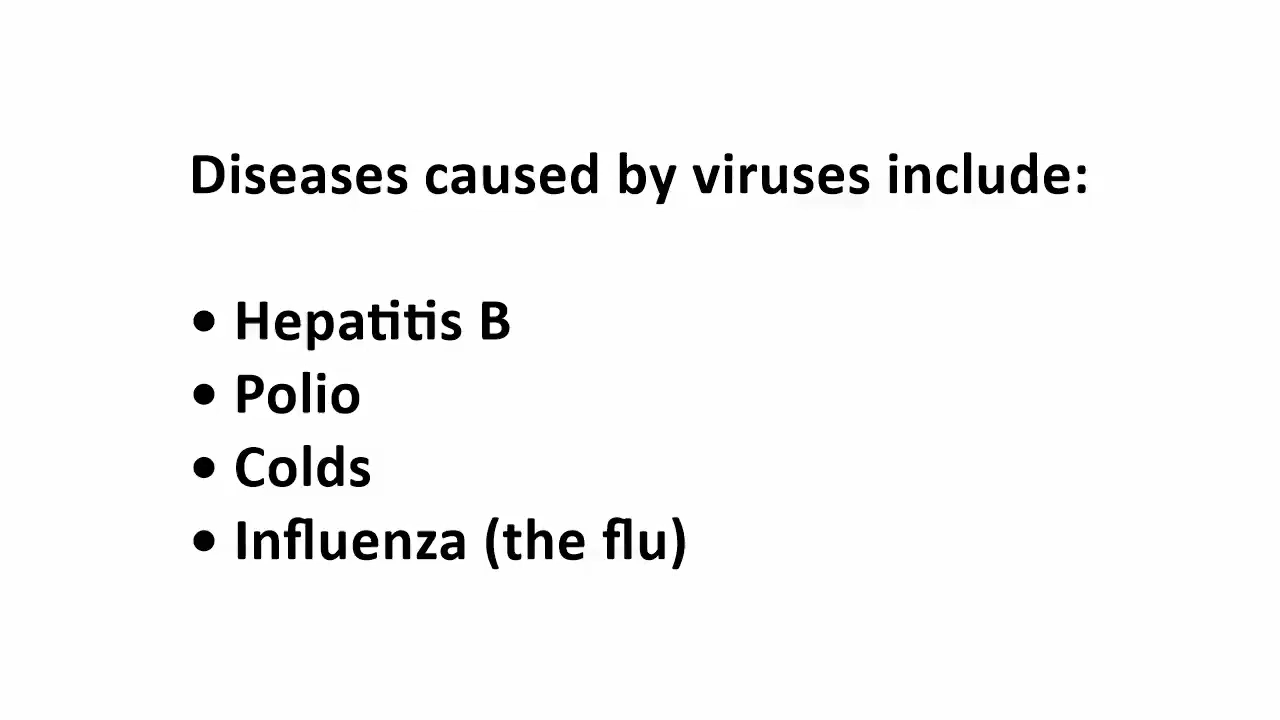 Diseases caused by viruses include:
• Hepatitis B
• Polio
• Colds
• Influenza (the flu)